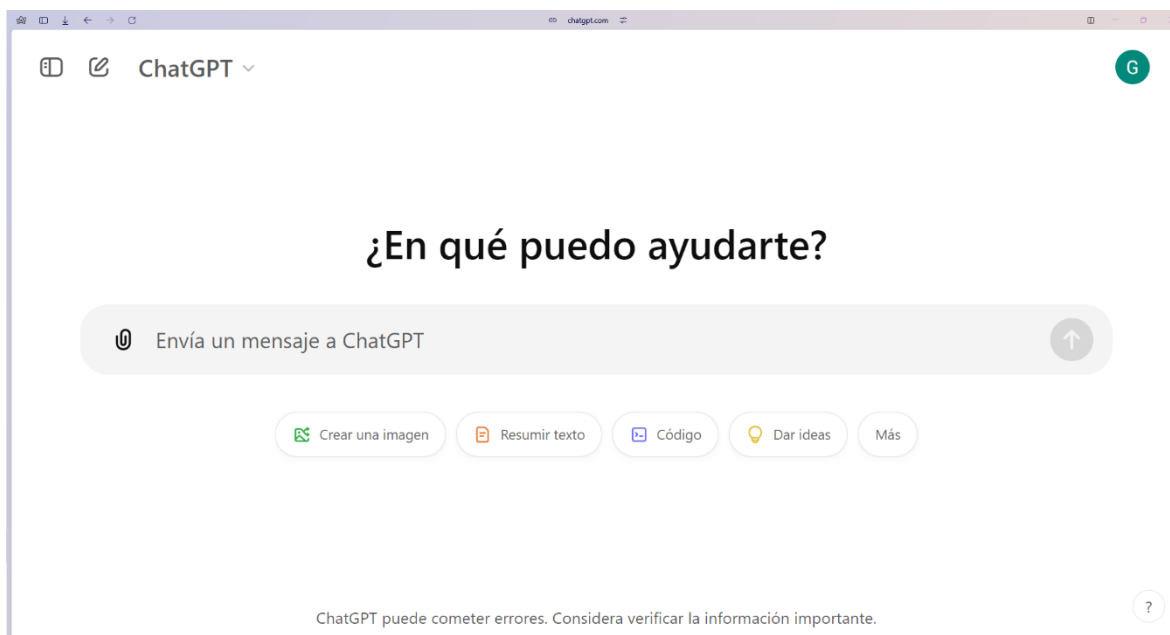 chatgpt.com
ChatGPT
G
¿En qué puedo ayudarte?
Envía un mensaje a ChatGPT
Crear una imagen
Resumir texto
Código
Dar ideas
Más
ChatGPT puede cometer errores. Considera verificar la información importante.
?